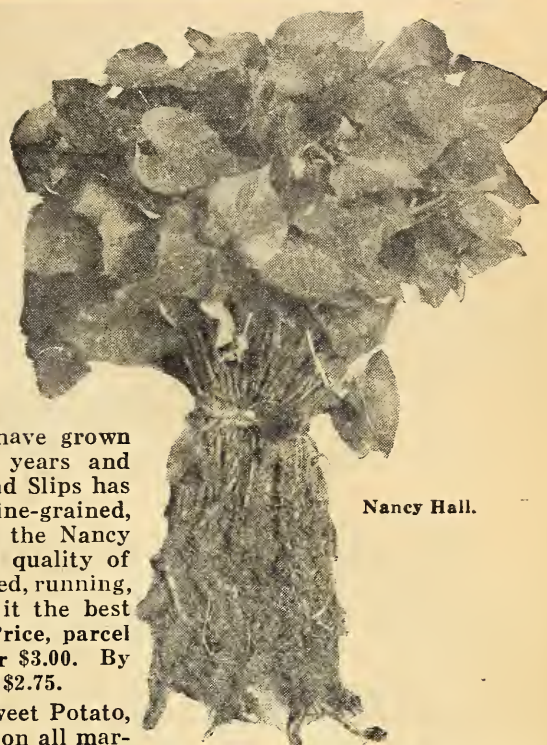 have grown
years and
nd Slips has
ine-grained,
the Nancy
quality of
ed, running,
it the best
Price, parcel
r $3.00. By
$2.75.
weet Potato,
on all mar-
Nancy Hall.